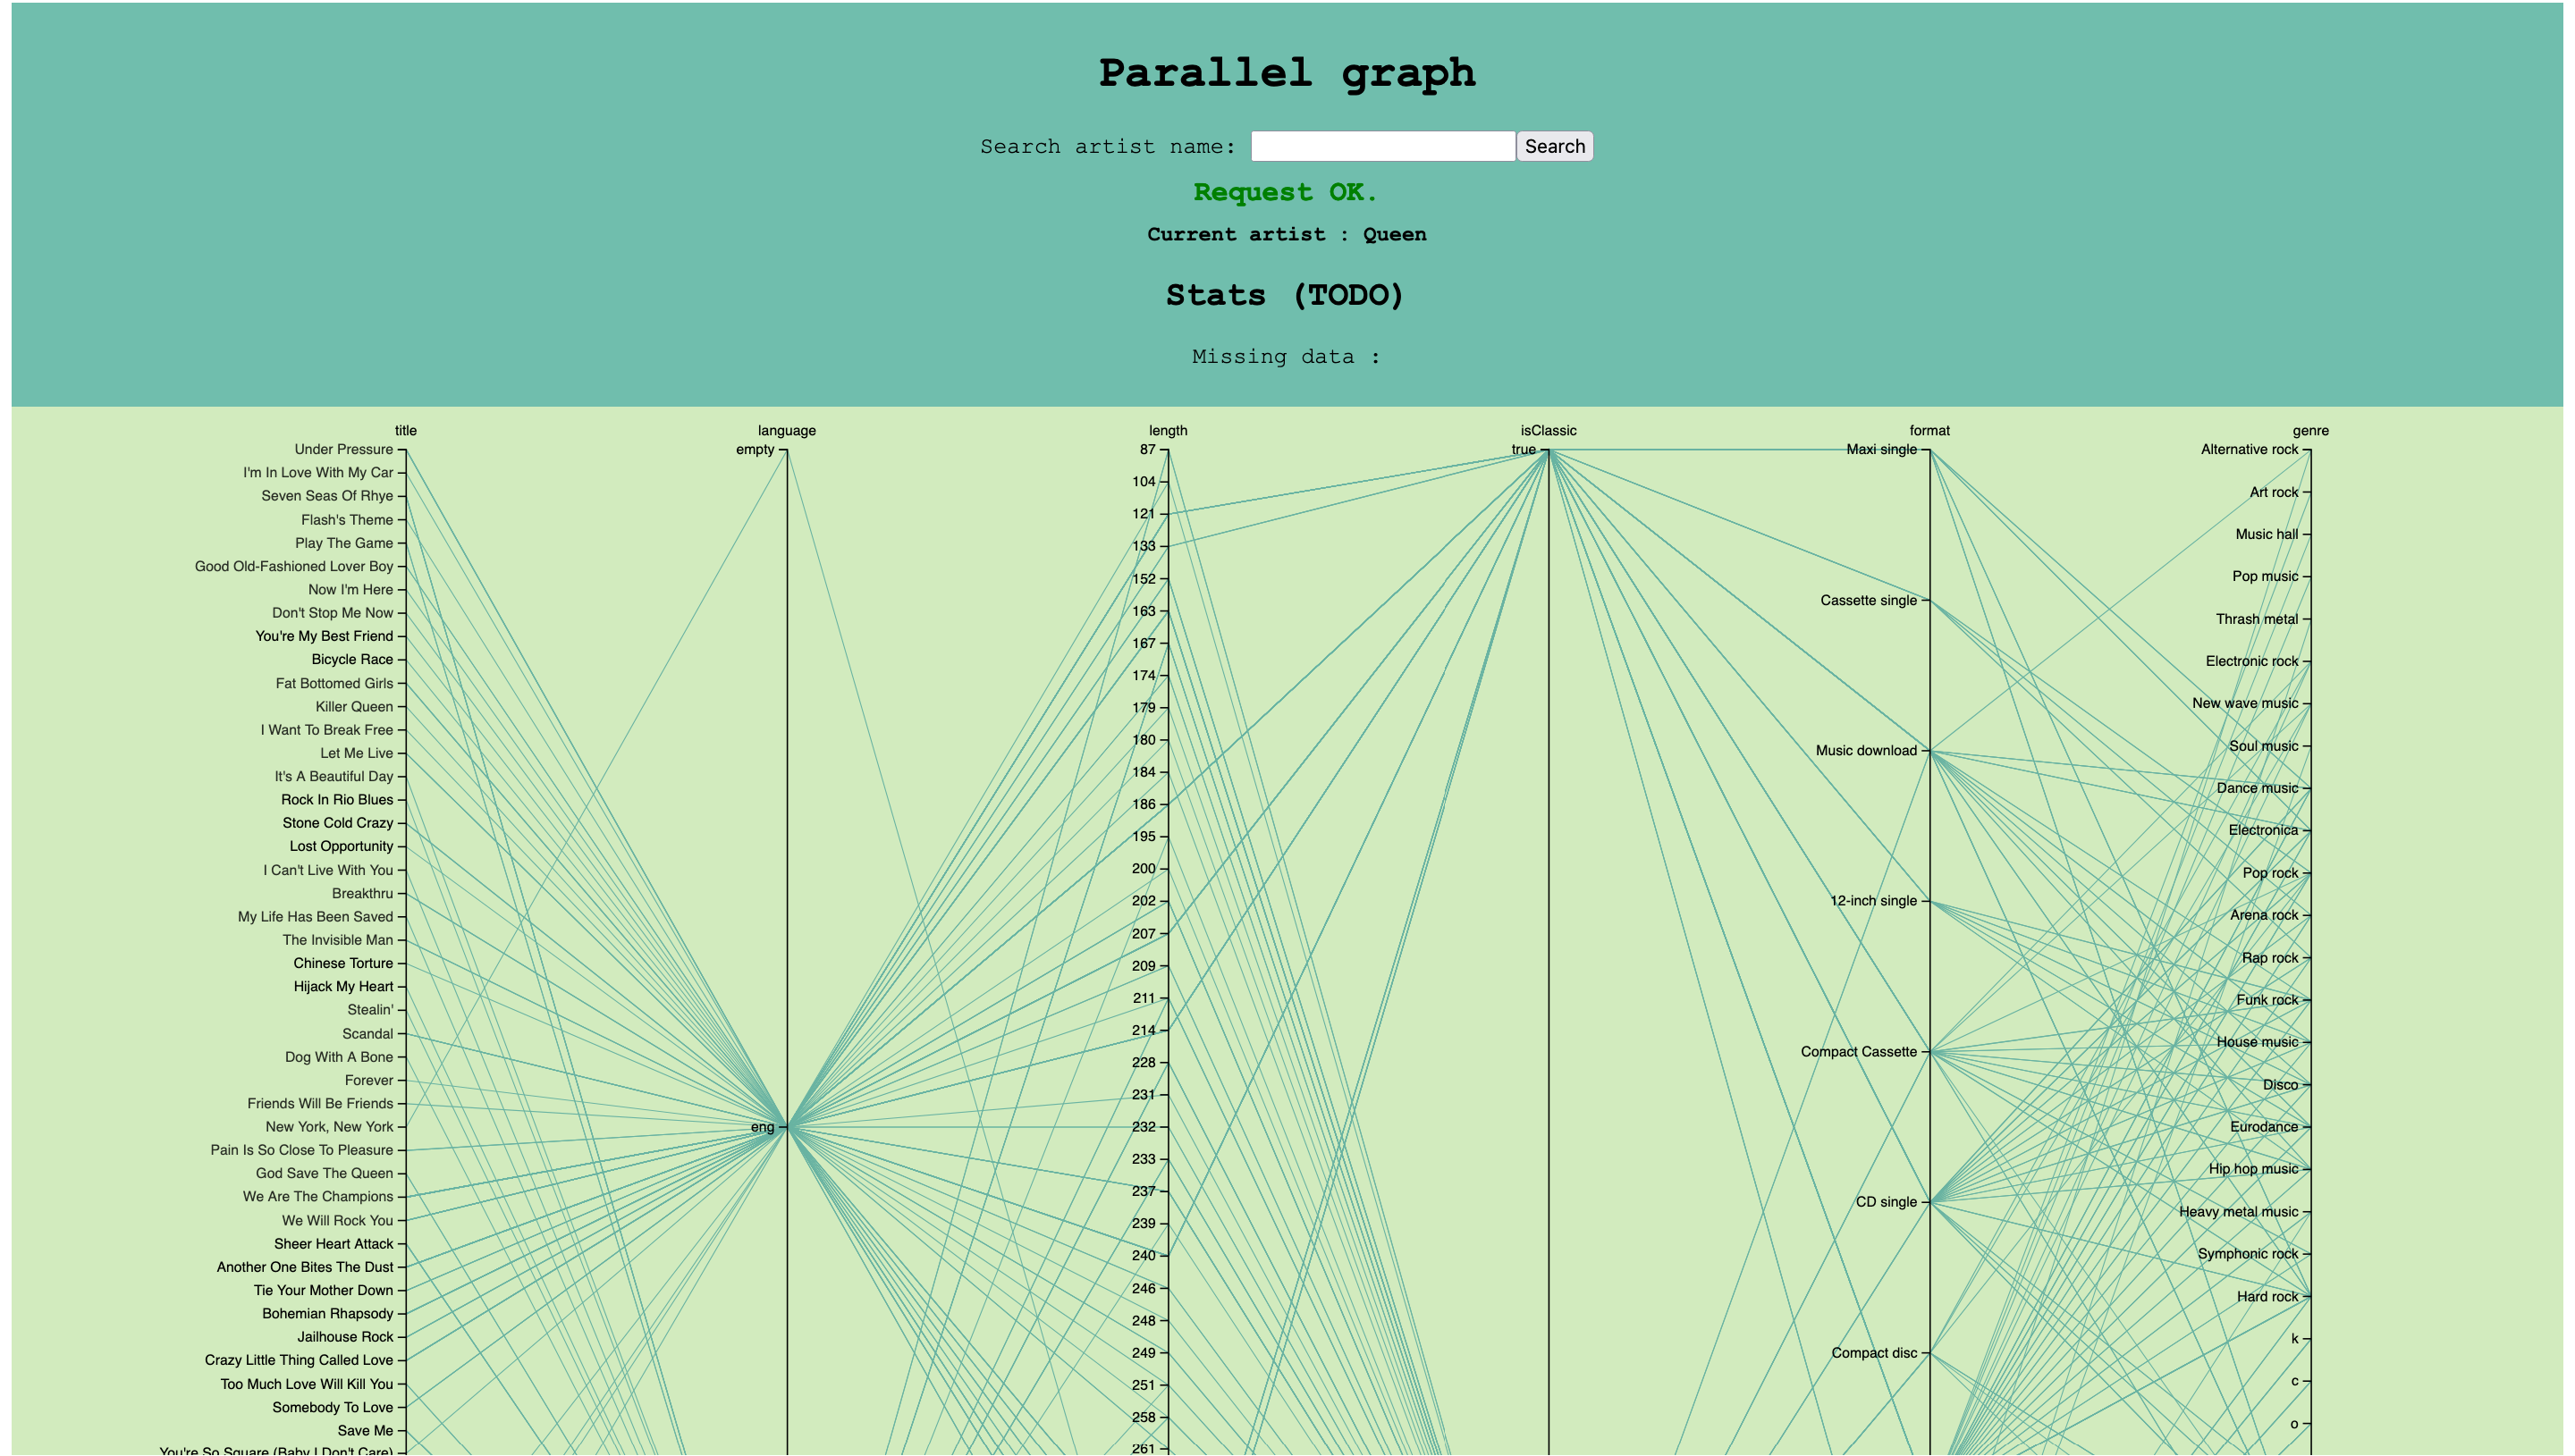 Parallel graph
Search artist name: Search
Request OK.
Current artist : Queen
Stats (TODO)
Missing data :
title
Under Pressure
I'm In Love With My Car
Seven Seas Of Rhye
Flash's Theme
Play The Game
Good Old-Fashioned Lover Boy
Now I'm Here
Don't Stop Me Now
You're My Best Friend
Bicycle Race
Fat Bottomed Girls
Killer Queen
I Want To Break Free
Let Me Live
It's A Beautiful Day
Rock In Rio Blues
Stone Cold Crazy
Lost Opportunity
I Can't Live With You
Breakthru
My Life Has Been Saved
The Invisible Man
Chinese Torture
Hijack My Heart
Stealin'
Scandal
Dog With A Bone
Forever
Friends Will Be Friends
New York, New York
Pain Is So Close To Pleasure
God Save The Queen
We Are The Champions
We Will Rock You
Sheer Heart Attack
Another One Bites The Dust
Tie Your Mother Down
Bohemian Rhapsody
Jailhouse Rock
Crazy Little Thing Called Love
Too Much Love Will Kill You
Somebody To Love
Save Me
You're So Square (Baby I Don't Care)
language
empty
eng
length
87
104
121
133
152
163
167
174
179
180
184
186
195
200
202
207
209
211
214
228
231
232
233
237
239
240
246
248
249
251
258
261
isClassic
true
format
Maxi single
Cassette single
Music download
12-inch single
Compact Cassette
CD single
Compact disc
genre
Alternative rock
Art rock
Music hall
Pop music
Thrash metal
Electronic rock
New wave music
Soul music
Dance music
Electronica
Pop rock
Arena rock
Rap rock
Funk rock
House music
Disco
Eurodance
Hip hop music
Heavy metal music
Symphonic rock
Hard rock
k
c
o